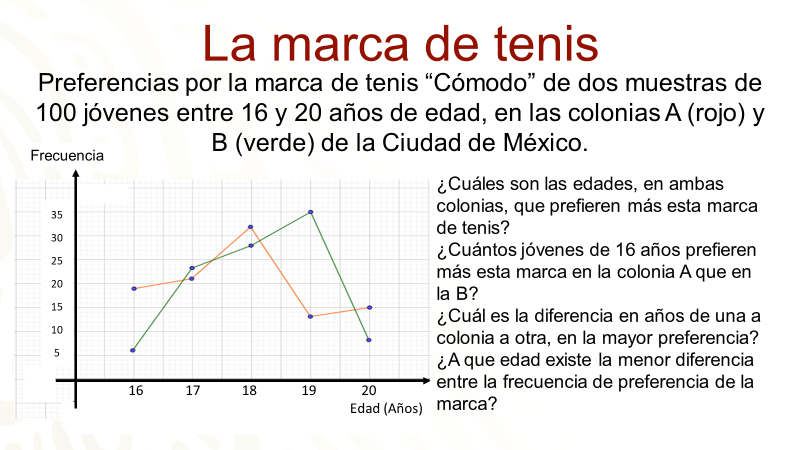 La marca de tenis
Preferencias por la marca de tenis “Cómodo” de dos muestras de
100 jóvenes entre 16 y 20 años de edad, en las colonias A (rojo) y
B (verde) de la Ciudad de México.
Frecuencia
35
30
25
20
15
10
5
16 17 18 19 20
Edad (Años)
¿Cuáles son las edades, en ambas
colonias, que prefieren más esta marca
de tenis?
¿Cuántos jóvenes de 16 años prefieren
más esta marca en la colonia A que en
la B?
¿Cuál es la diferencia en años de una a
colonia a otra, en la mayor preferencia?
¿A que edad existe la menor diferencia
entre la frecuencia de preferencia de la
marca?